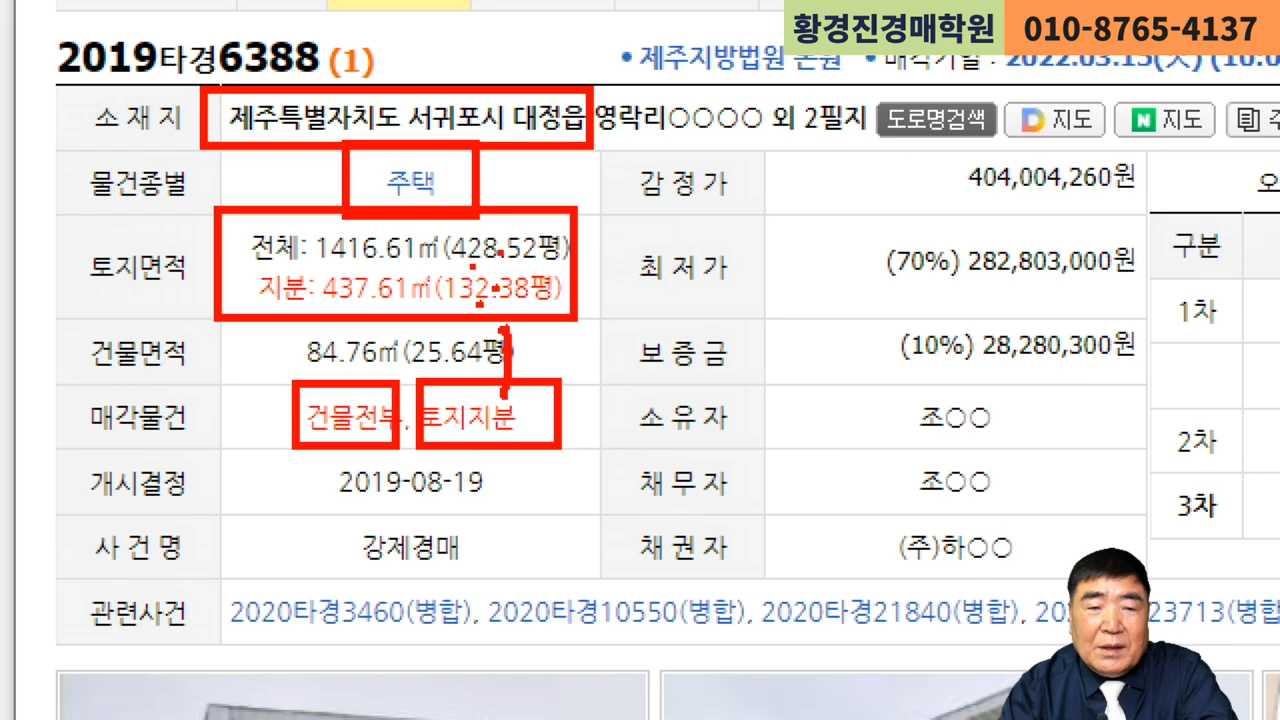 황경진경매학원 010-8765-4137
2019타경6388 (1)
• 제주지방법원 본원 • 매각기일 : 2022.03.15(火)
소 재 지 제주특별자치도 서귀포시 대정읍 영락리○○○○ 외 2필지 도로명검색 D 지도 N 지도
물건종별 주택 감 정 가 404,004,260원
토지면적 전체: 1416.61㎡(428.52평)
지분: 437.61㎡(132.38평)
최 저 가 (70%) 282,803,000원
구분
1차
건물면적 84.76㎡(25.64평) 보 증 금 (10%) 28,280,300원
매각물건 건물전부, 토지지분 소 유 자 조○○
2차
개시결정 2019-08-19 채 무 자 조○○
3차
사 건 명 강제경매 채 권 자 (주)하○○
관련사건 2020타경3460(병합), 2020타경10550(병합), 2020타경21840(병합), 23713(병합